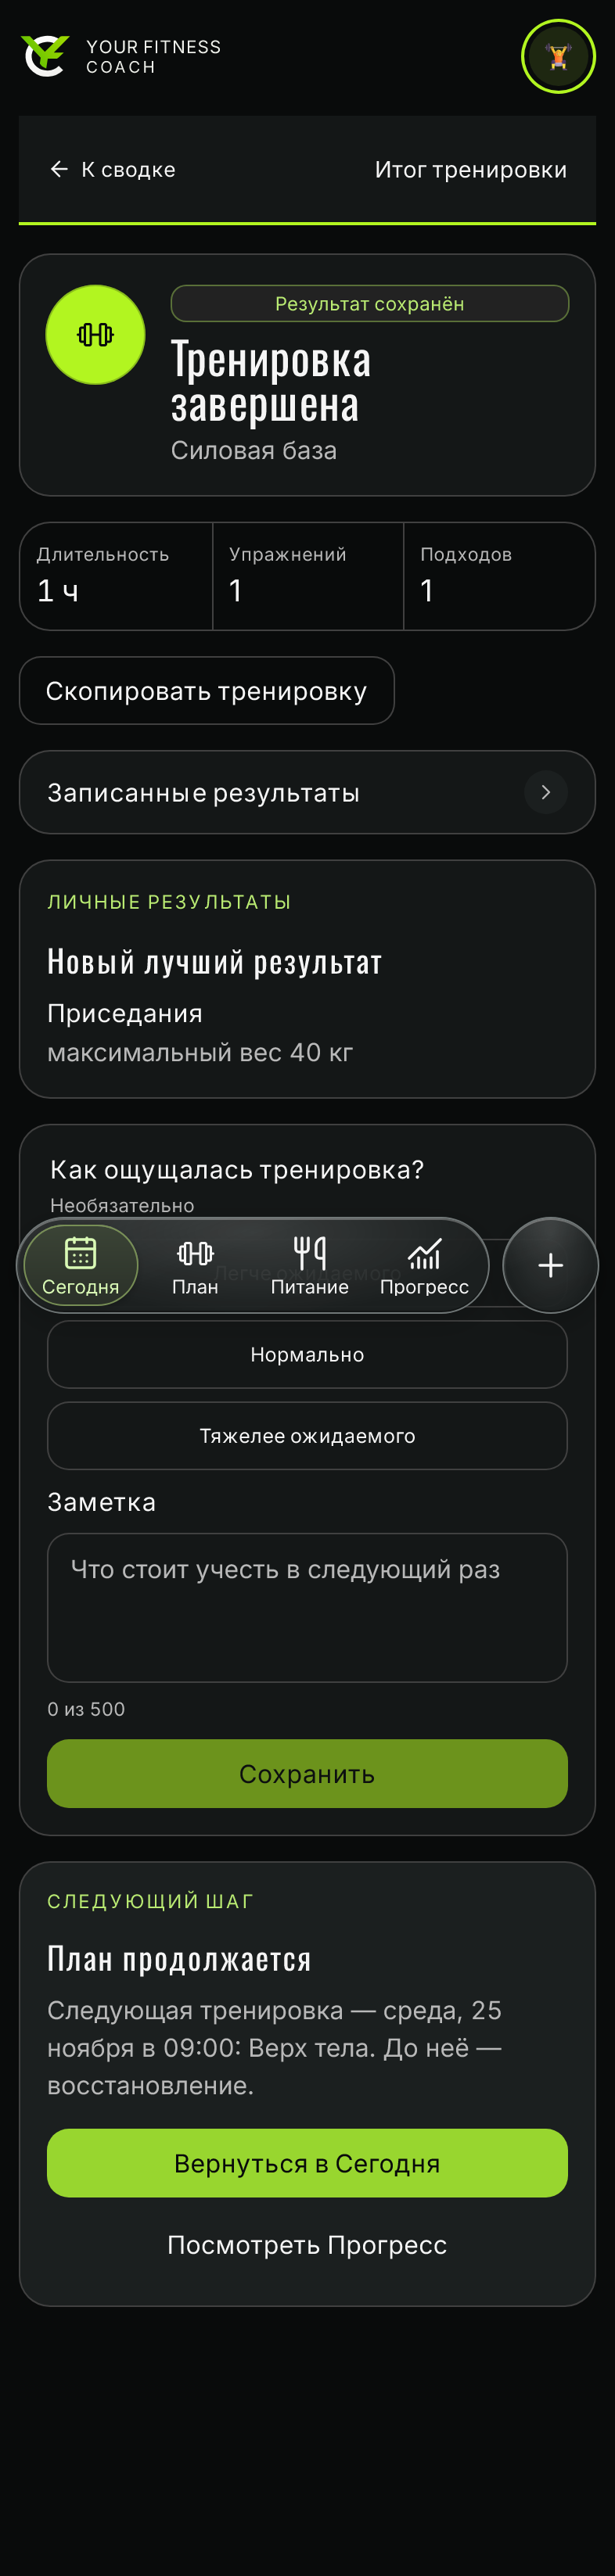 YOUR FITNESS
COACH
К сводке
Итог тренировки
Результат сохранён
Тренировка
завершена
Силовая база
Длительность
1 ч
Упражнений
1
Подходов
1
Скопировать тренировку
Записанные результаты
ЛИЧНЫЕ РЕЗУЛЬТАТЫ
Новый лучший результат
Приседания
максимальный вес 40 кг
Как ощущалась тренировка?
Необязательно
Легче ожидаемого
Сегодня
План
Питание
Прогресс
Нормально
Тяжелее ожидаемого
Заметка
Что стоит учесть в следующий раз
0 из 500
Сохранить
СЛЕДУЮЩИЙ ШАГ
План продолжается
Следующая тренировка — среда, 25
ноября в 09:00: Верх тела. До неё —
восстановление.
Вернуться в Сегодня
Посмотреть Прогресс